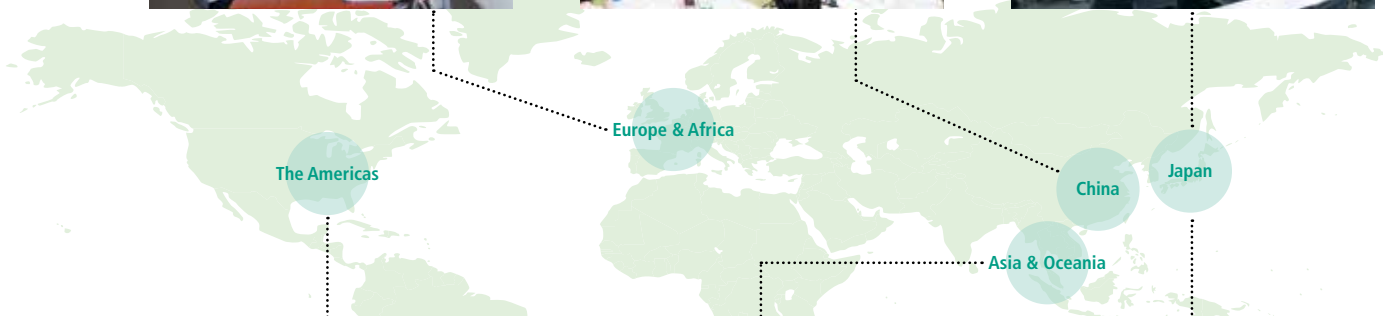 Europe & Africa
The Americas
Japan
China
Asia & Oceania